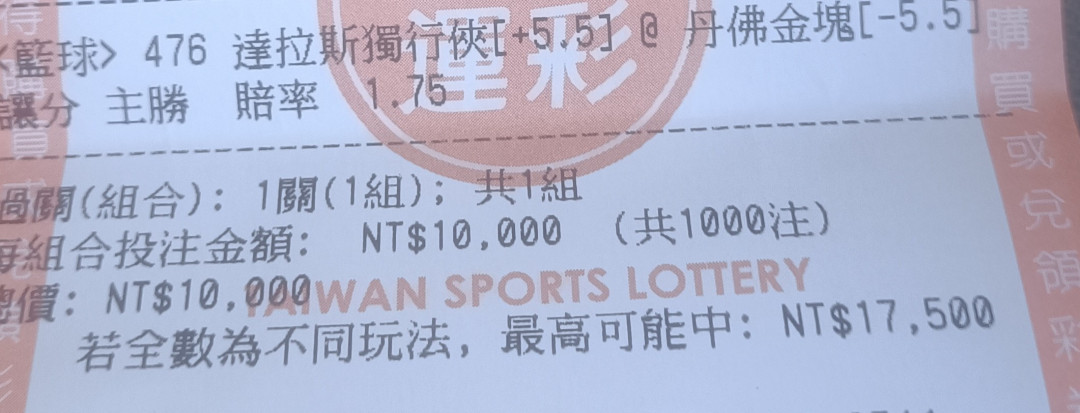 <籃球> 476 達拉斯獨行俠[+5.5] @ 丹佛金塊[-5.5]
讓分 主勝 賠率 1.75
運彩
過關(組合): 1關(1組); 共1組
每組合投注金額: NT$10,000 (共1000注)
總價: NT$10,000
TAIWAN SPORTS LOTTERY
若全數為不同玩法, 最高可能中: NT$17,500
購買或兌領彩